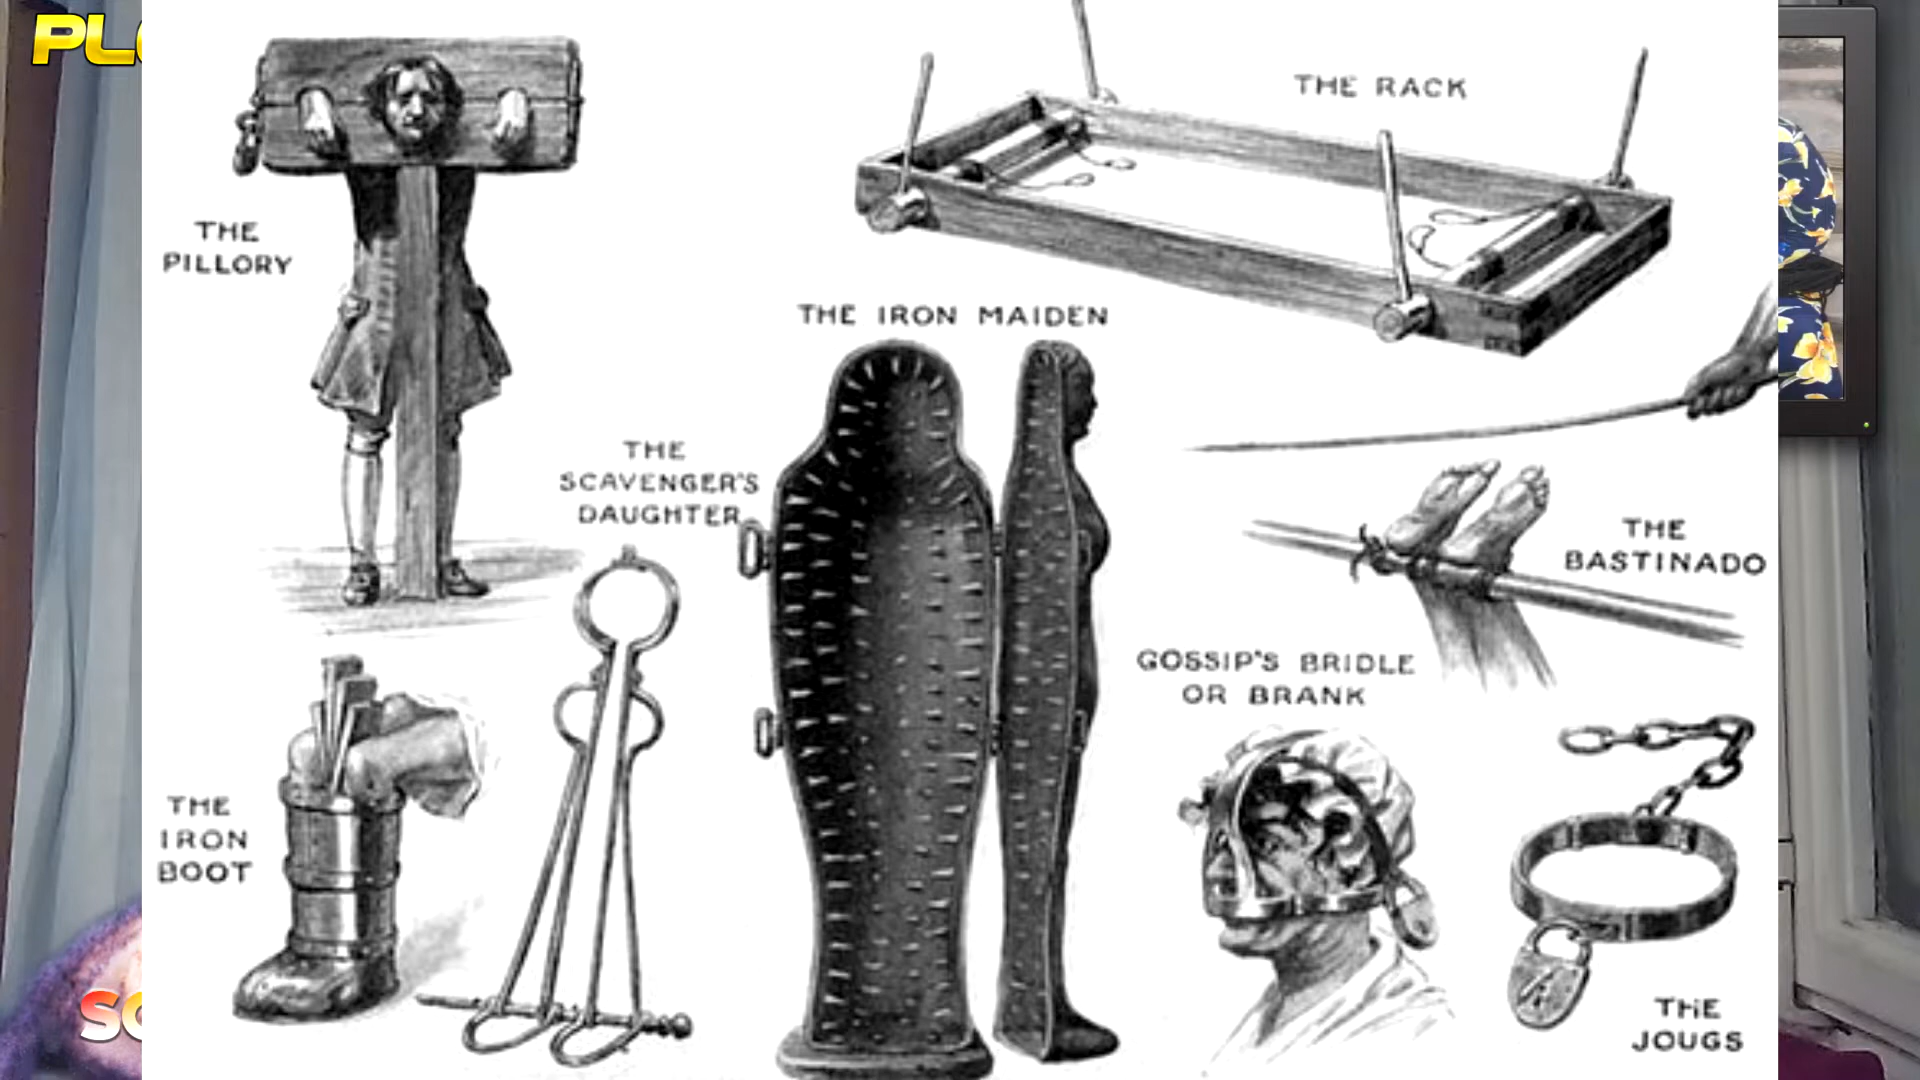 THE
PILLORY
THE RACK
THE IRON MAIDEN
THE
SCAVENGER'S
DAUGHTER
THE
BASTINADO
GOSSIP'S BRIDLE
OR BRANK
THE
IRON
BOOT
THE
JOUGS